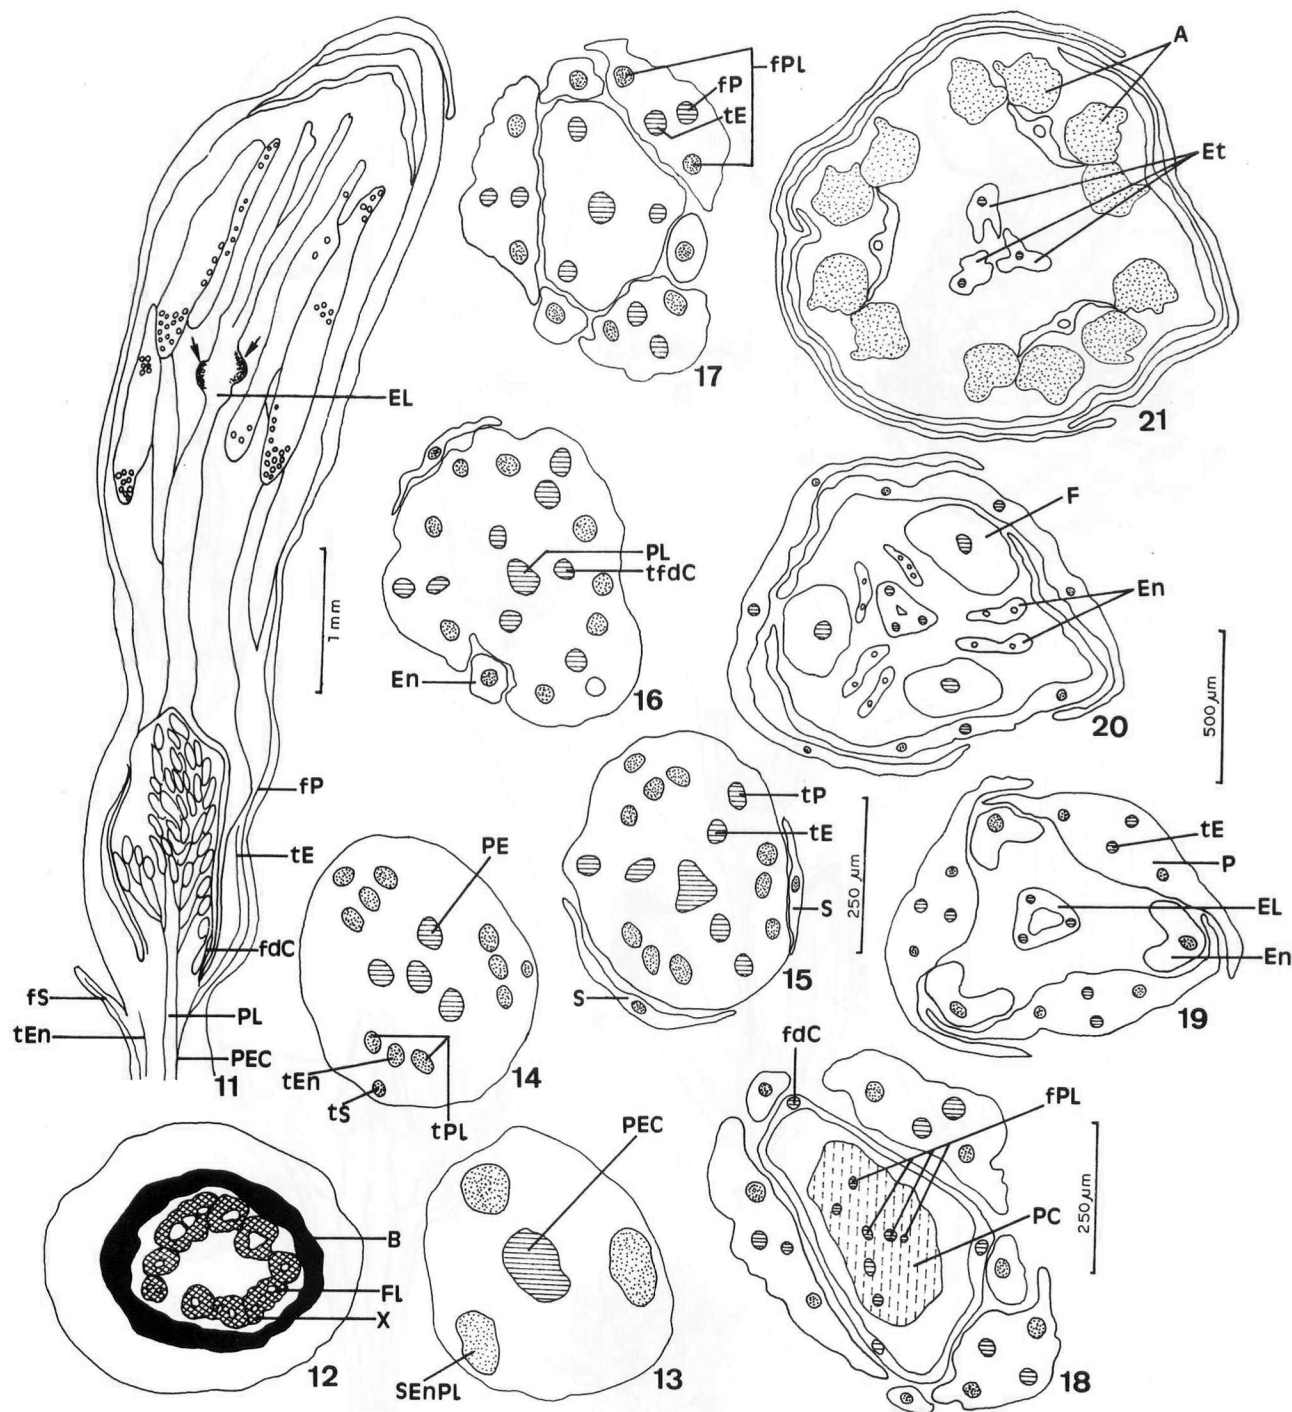 A
fPl
fP
tE
Et
17
EL
21
F
PL
tfdC
1 mm
En
En
16
20
500 µm
fP
tP
tE
tE
PE
tE
P
250 µm
S
EL
fdC
15
En
S
fS
PL
19
tEn
PEC
fdC
11
tEn
14
tS
tPl
fPL
PEC
PC
250 µm
B
FL
X
12
SEnPl
13
18